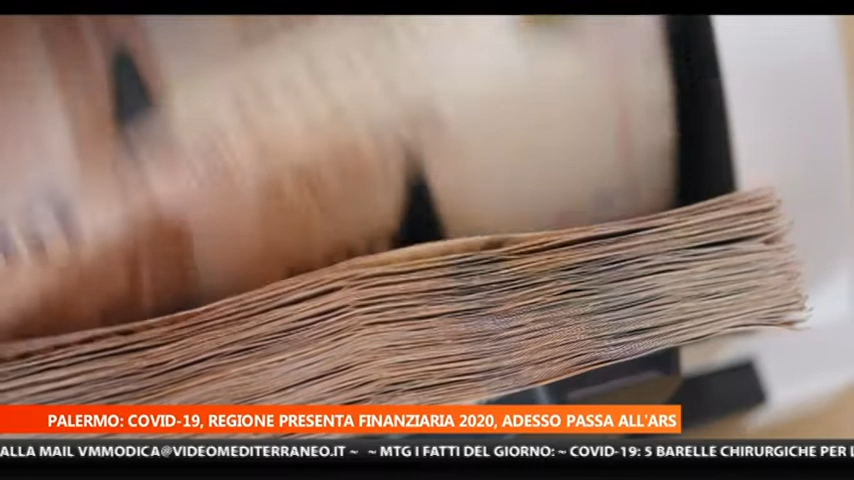 PALERMO: COVID-19, REGIONE PRESENTA FINANZIARIA 2020, ADESSO PASSA ALL'ARS
ALLA MAIL VMMODICA@VIDEOMEDITERRANEO.IT ~ ~ MTG I FATTI DEL GIORNO: ~ COVID-19: 5 BARELLE CHIRURGICHE PER